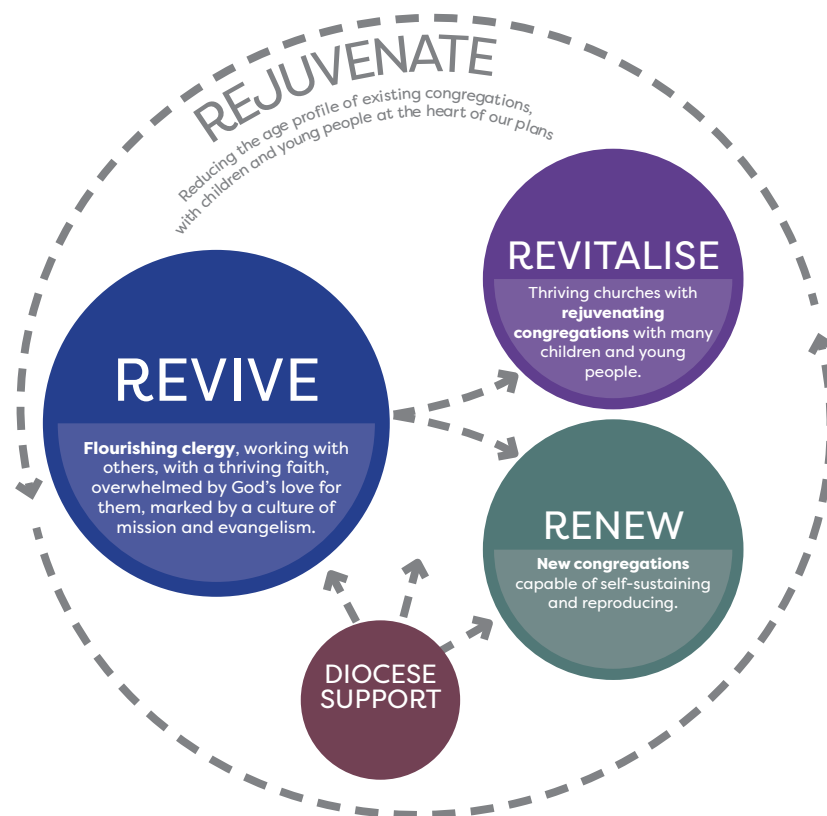 REJUVENATE
Reducing the age profile of existing congregations,
with children and young people at the heart of our plans
REVITALISE
Thriving churches with
rejuvenating
congregations with many
children and young
people.
REVIVE
Flourishing clergy, working with
others, with a thriving faith,
overwhelmed by God’s love for
them, marked by a culture of
mission and evangelism.
RENEW
New congregations
capable of self-sustaining
and reproducing.
DIOCESE
SUPPORT